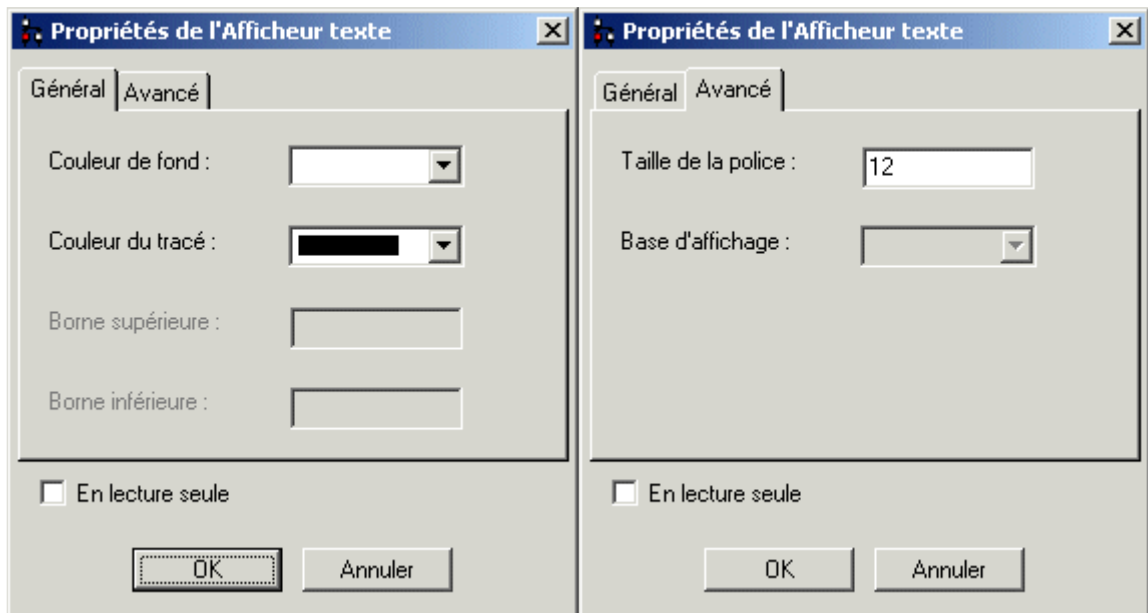 Propriétés de l'Afficheur texte
Général
Avancé
Couleur de fond :
Couleur du tracé :
Borne supérieure :
Borne inférieure :
En lecture seule
OK
Annuler
Propriétés de l'Afficheur texte
Général
Avancé
Taille de la police :
12
Base d'affichage :
En lecture seule
OK
Annuler